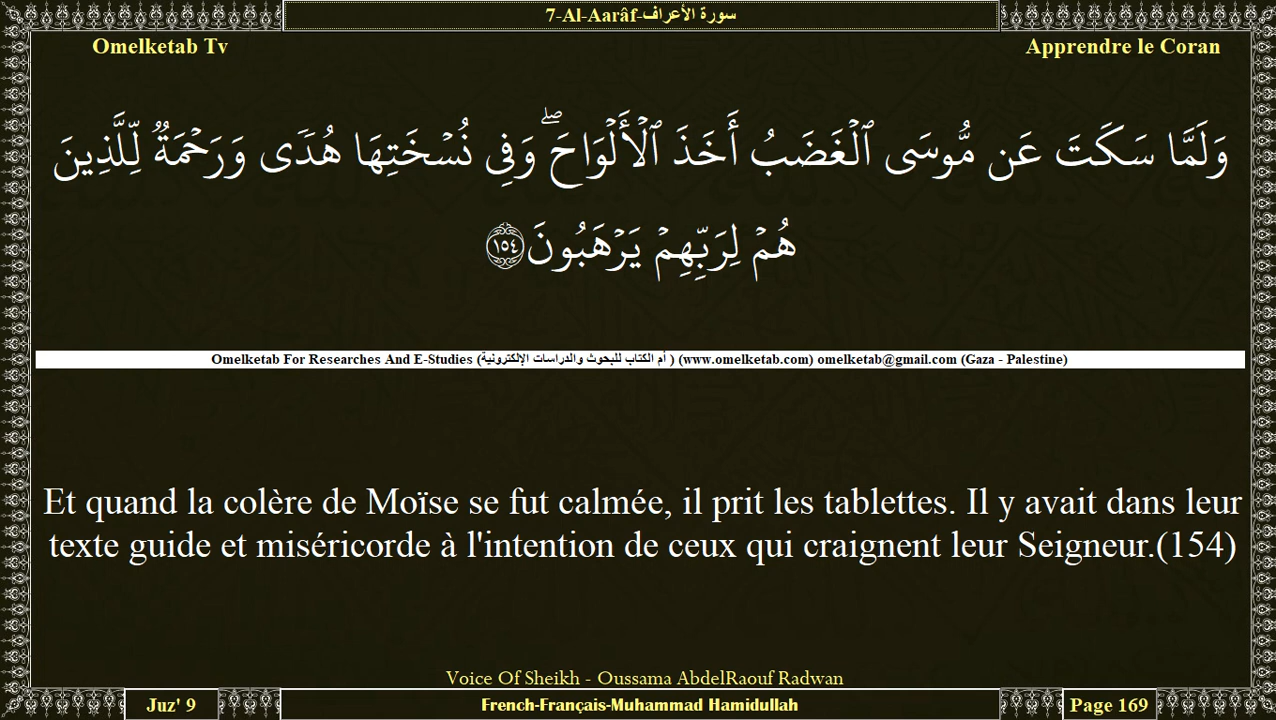 7-Al-Aarâf-سورة الأعراف
Omelketab Tv
Apprendre le Coran
وَلَمَّا سَكَتَ عَن مُّوسَى ٱلْغَضَبُ أَخَذَ ٱلْأَلْوَاحَ ۖ وَفِى نُسْخَتِهَا هُدًى وَرَحْمَةٌ لِّلَّذِينَ
هُمْ لِرَبِّهِمْ يَرْهَبُونَ ١٥٤
Omelketab For Researches And E-Studies (أم الكتاب للبحوث والدراسات الإلكترونية ) (www.omelketab.com) omelketab@gmail.com (Gaza - Palestine)
Et quand la colère de Moïse se fut calmée, il prit les tablettes. Il y avait dans leur
texte guide et miséricorde à l'intention de ceux qui craignent leur Seigneur.(154)
Voice Of Sheikh - Oussama AbdelRaouf Radwan
Juz' 9
French-Français-Muhammad Hamidullah
Page 169